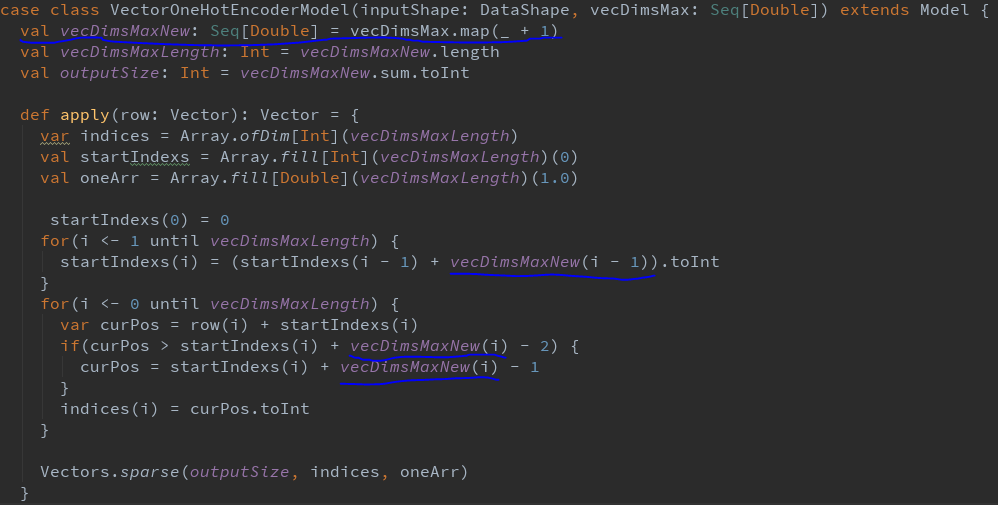 case class VectorOneHotEncoderModel(inputShape: DataShape, vecDimsMax: Seq[Double]) extends Model {
  val vecDimsMaxNew: Seq[Double] = vecDimsMax.map(_ + 1)
  val vecDimsMaxLength: Int = vecDimsMaxNew.length
  val outputSize: Int = vecDimsMaxNew.sum.toInt

  def apply(row: Vector): Vector = {
    var indices = Array.ofDim[Int](vecDimsMaxLength)
    val startIndexs = Array.fill[Int](vecDimsMaxLength)(0)
    val oneArr = Array.fill[Double](vecDimsMaxLength)(1.0)

     startIndexs(0) = 0
    for(i <- 1 until vecDimsMaxLength) {
      startIndexs(i) = (startIndexs(i - 1) + vecDimsMaxNew(i - 1)).toInt
    }
    for(i <- 0 until vecDimsMaxLength) {
      var curPos = row(i) + startIndexs(i)
      if(curPos > startIndexs(i) + vecDimsMaxNew(i) - 2) {
        curPos = startIndexs(i) + vecDimsMaxNew(i) - 1
      }
      indices(i) = curPos.toInt
    }

    Vectors.sparse(outputSize, indices, oneArr)
  }